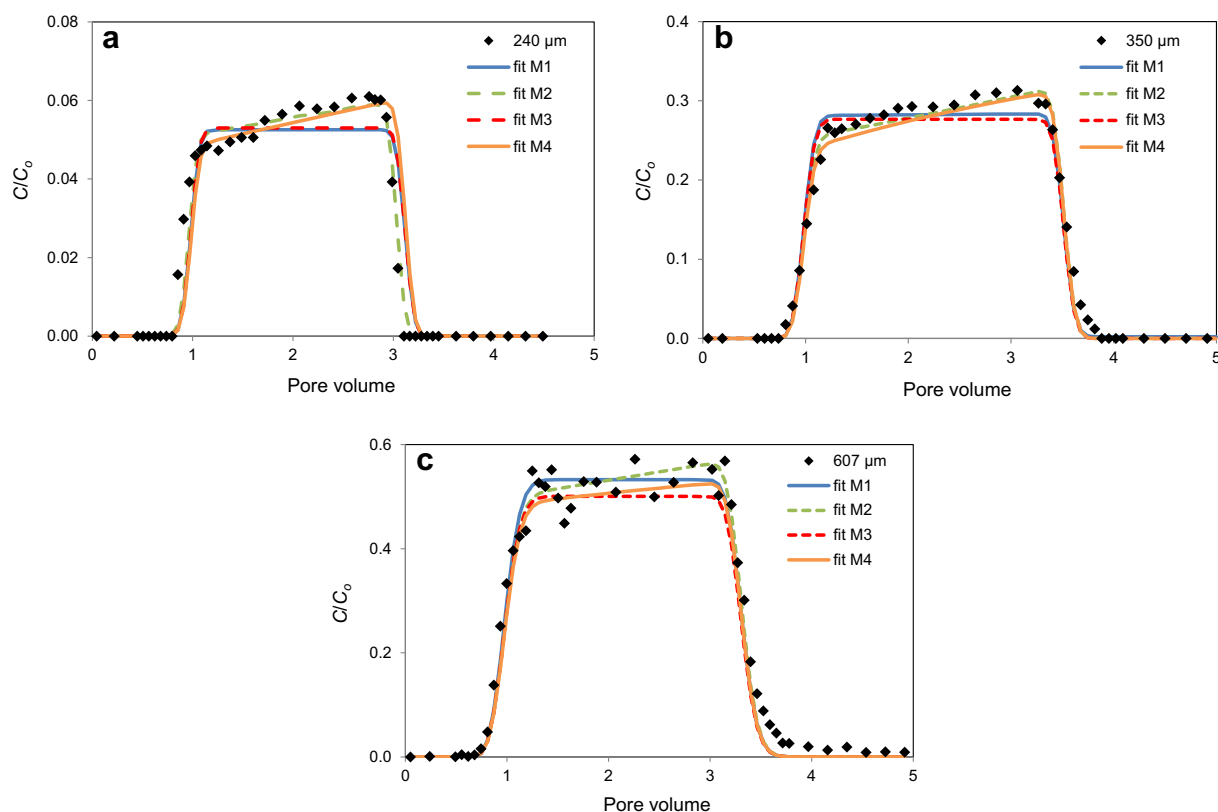 a
0.08
0.06
0.04
0.02
0.00
C/Co
0 1 2 3 4 5
Pore volume
240 µm
fit M1
fit M2
fit M3
fit M4
b
0.4
0.3
0.2
0.1
0.0
C/Co
0 1 2 3 4 5
Pore volume
350 µm
fit M1
fit M2
fit M3
fit M4
c
0.6
0.4
0.2
0.0
C/Co
0 1 2 3 4 5
Pore volume
607 µm
fit M1
fit M2
fit M3
fit M4